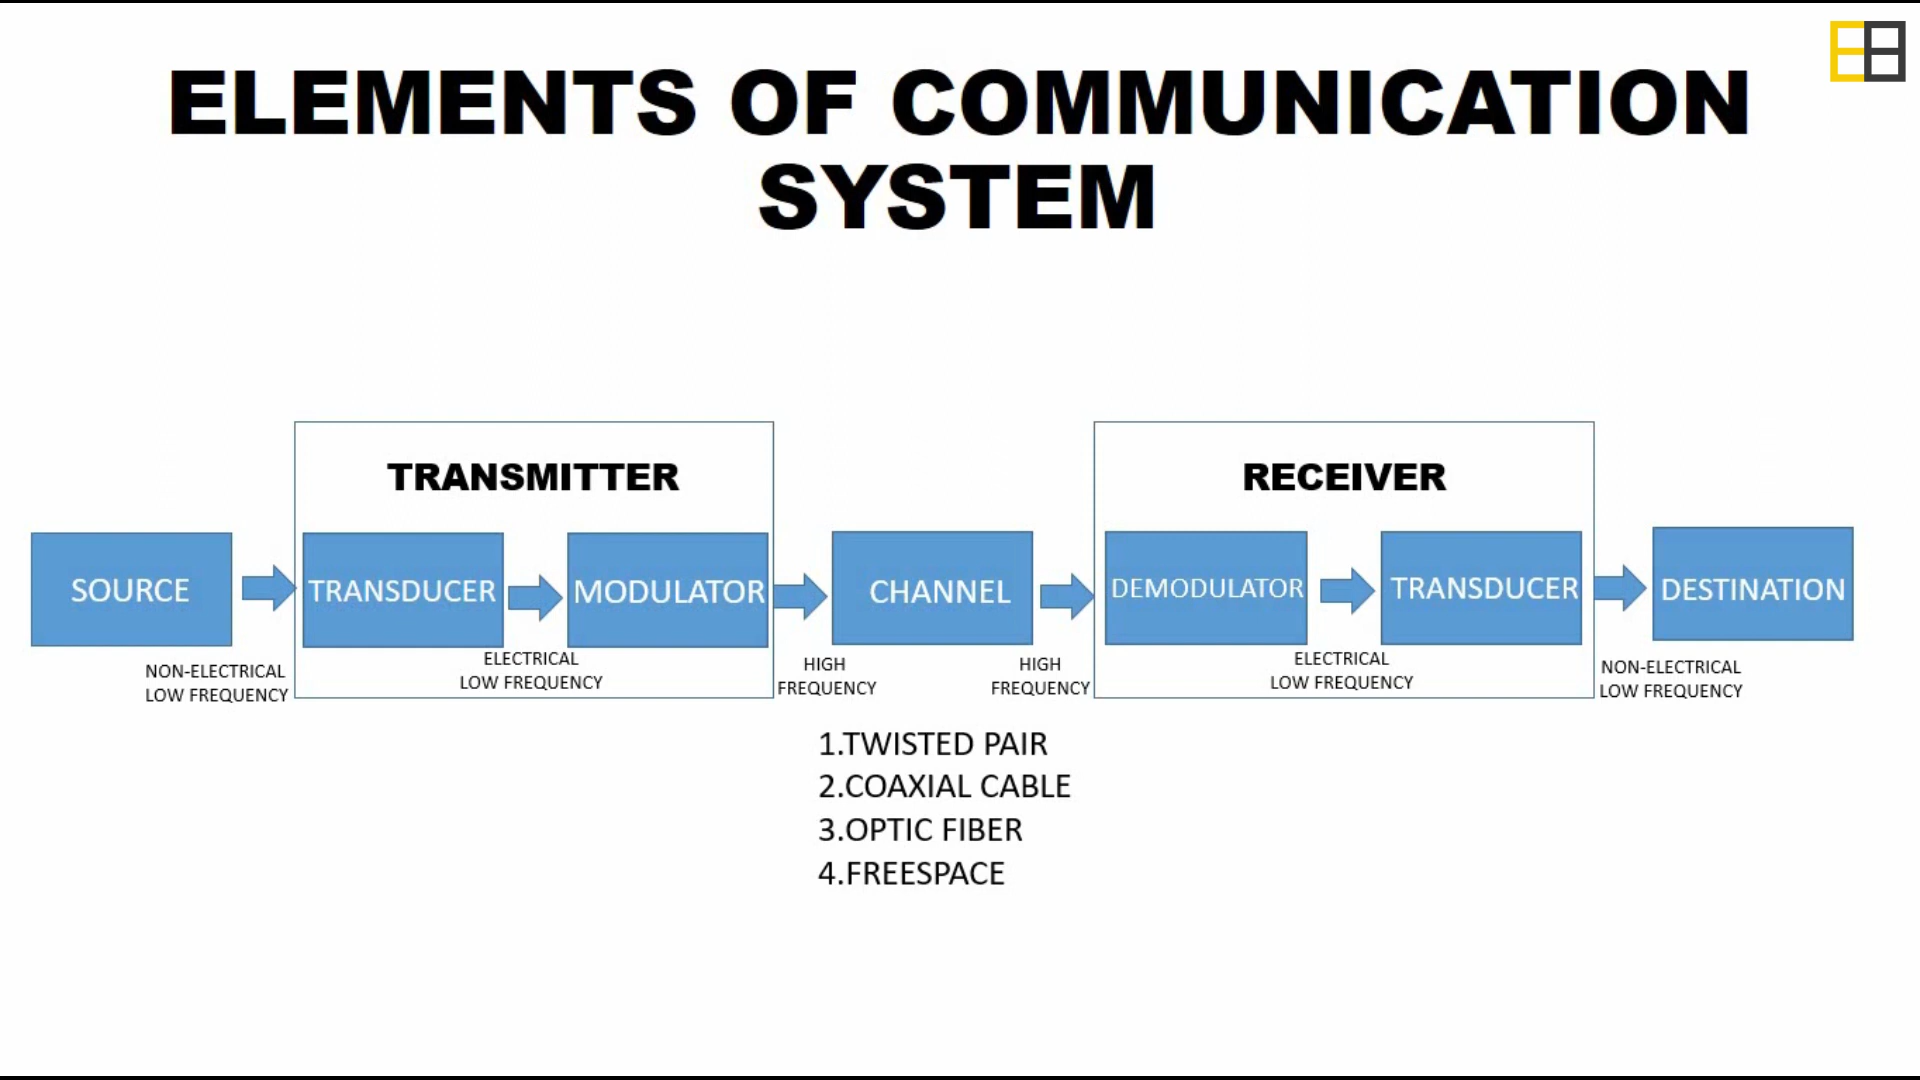 ELEMENTS OF COMMUNICATION
SYSTEM
TRANSMITTER
RECEIVER
SOURCE
TRANSDUCER
MODULATOR
CHANNEL
DEMODULATOR
TRANSDUCER
DESTINATION
NON-ELECTRICAL
LOW FREQUENCY
ELECTRICAL
LOW FREQUENCY
HIGH
FREQUENCY
HIGH
FREQUENCY
ELECTRICAL
LOW FREQUENCY
NON-ELECTRICAL
LOW FREQUENCY
1.TWISTED PAIR
2.COAXIAL CABLE
3.OPTIC FIBER
4.FREESPACE